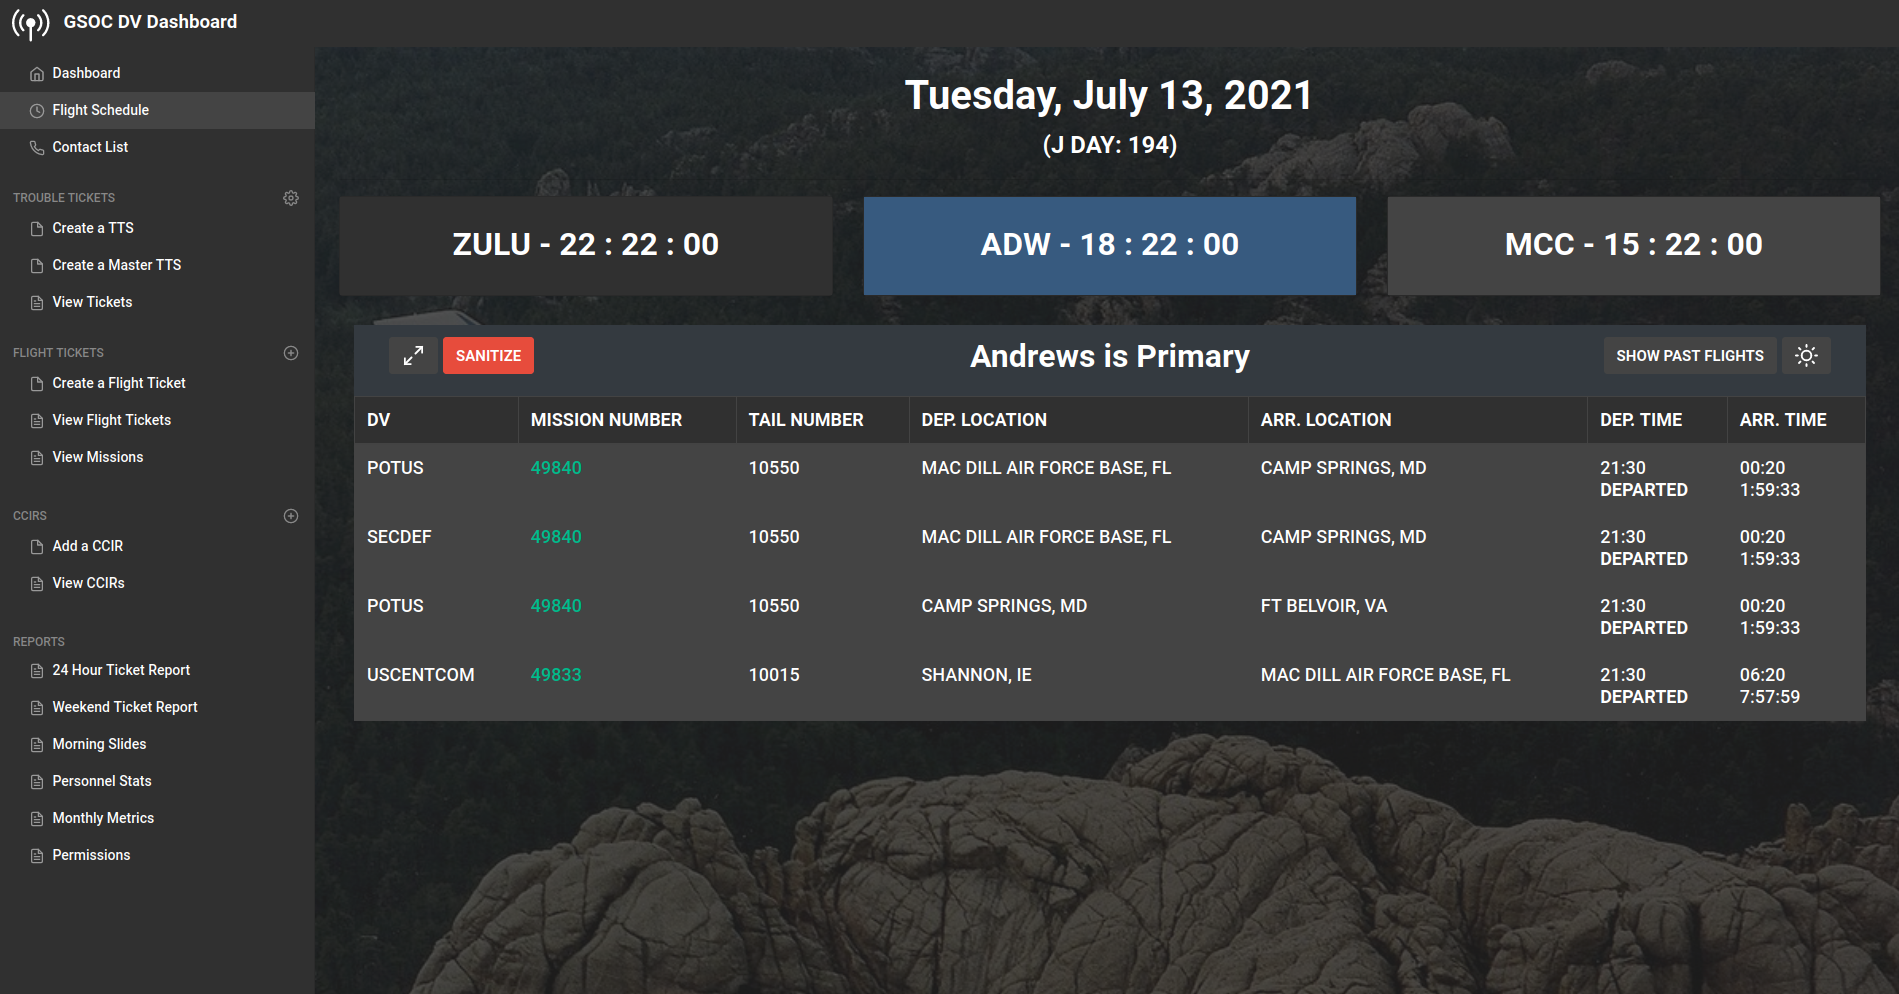 GSOC DV Dashboard
Dashboard
Flight Schedule
Contact List
TROUBLE TICKETS
Create a TTS
Create a Master TTS
View Tickets
FLIGHT TICKETS
Create a Flight Ticket
View Flight Tickets
View Missions
CCIRS
Add a CCIR
View CCIRs
REPORTS
24 Hour Ticket Report
Weekend Ticket Report
Morning Slides
Personnel Stats
Monthly Metrics
Permissions
Tuesday, July 13, 2021
(J DAY: 194)
ZULU - 22 : 22 : 00
ADW - 18 : 22 : 00
MCC - 15 : 22 : 00
SANITIZE
Andrews is Primary
SHOW PAST FLIGHTS
DV MISSION NUMBER TAIL NUMBER DEP. LOCATION ARR. LOCATION DEP. TIME ARR. TIME
POTUS 49840 10550 MAC DILL AIR FORCE BASE, FL CAMP SPRINGS, MD 21:30 00:20
DEPARTED 1:59:33
SECDEF 49840 10550 MAC DILL AIR FORCE BASE, FL CAMP SPRINGS, MD 21:30 00:20
DEPARTED 1:59:33
POTUS 49840 10550 CAMP SPRINGS, MD FT BELVOIR, VA 21:30 00:20
DEPARTED 1:59:33
USCENTCOM 49833 10015 SHANNON, IE MAC DILL AIR FORCE BASE, FL 21:30 06:20
DEPARTED 7:57:59